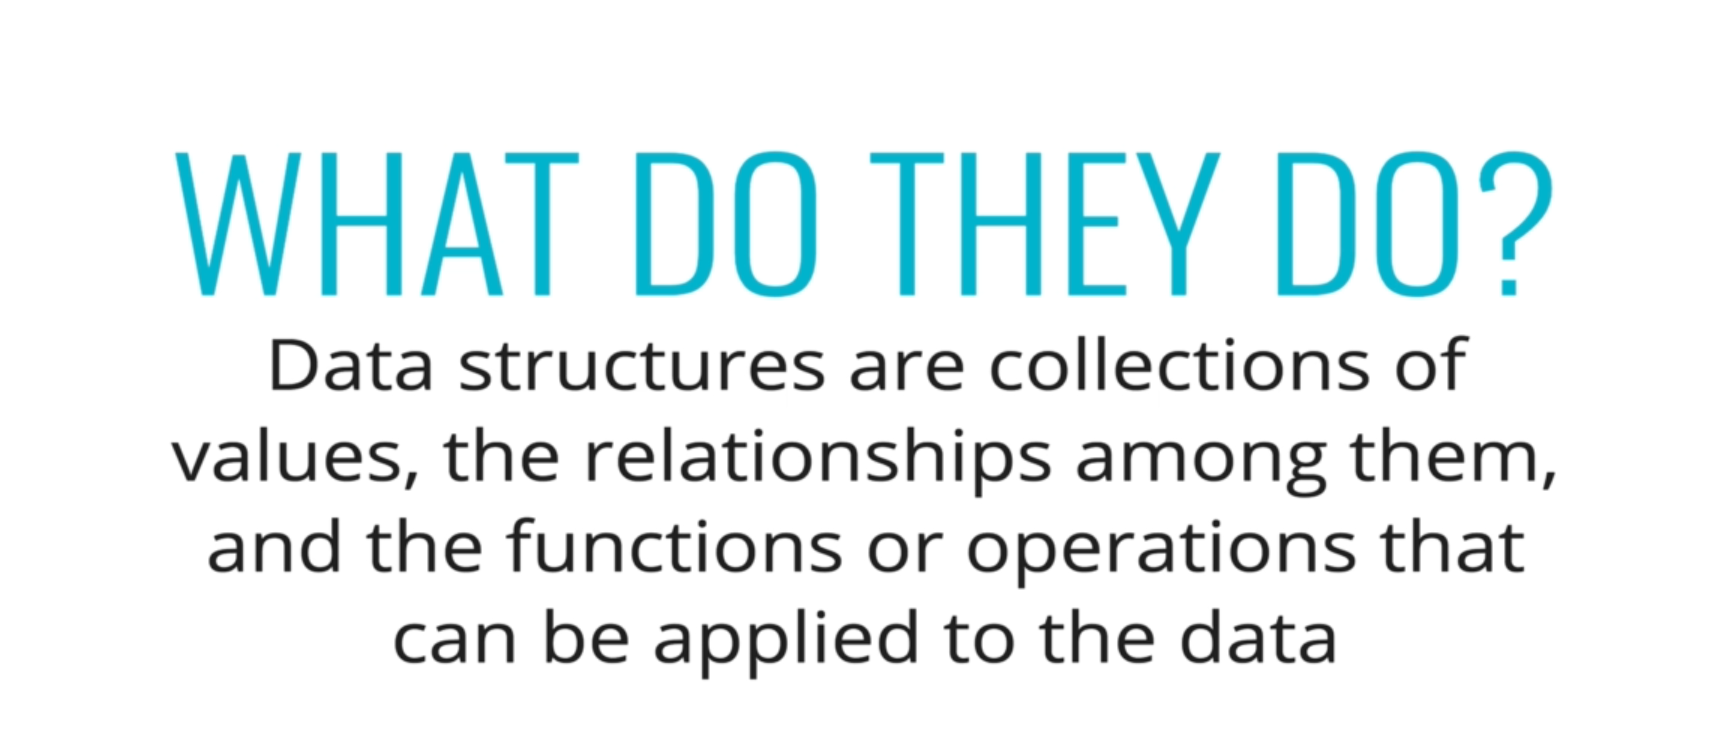 WHAT DO THEY DO?
Data structures are collections of
values, the relationships among them,
and the functions or operations that
can be applied to the data